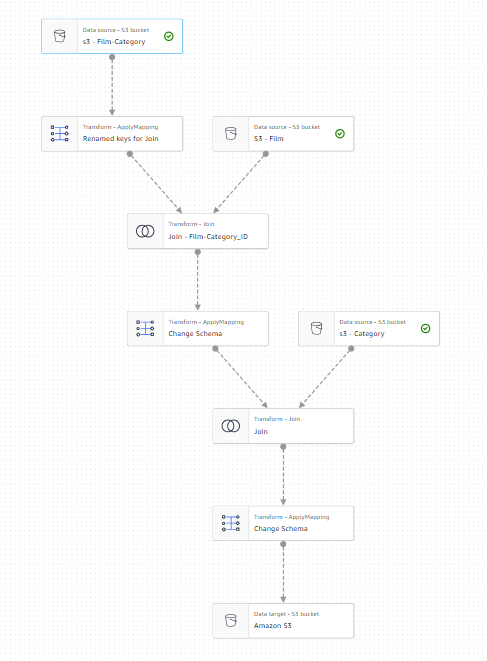 Data source - S3 bucket
s3 - Film-Category
Transform - ApplyMapping
Renamed keys for Join
Data source - S3 bucket
S3 - Film
Transform - Join
Join - Film-Category_ID
Transform - ApplyMapping
Change Schema
Data source - S3 bucket
s3 - Category
Transform - Join
Join
Transform - ApplyMapping
Change Schema
Data target - S3 bucket
Amazon S3